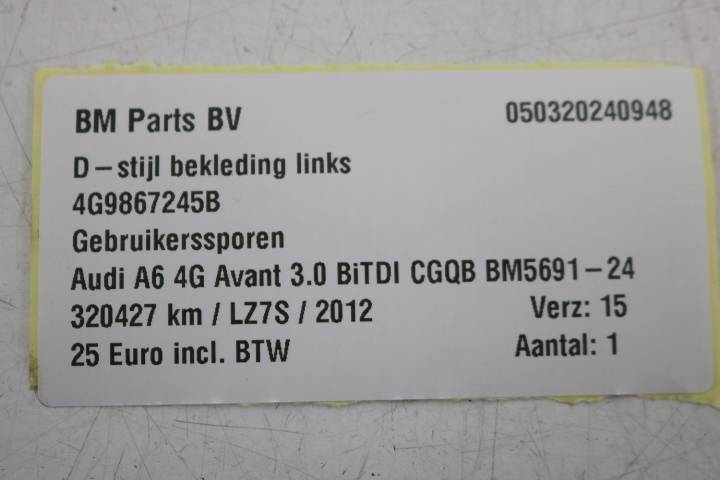 BM Parts BV 050320240948
D-stijl bekleding links
4G9867245B
Gebruikerssporen
Audi A6 4G Avant 3.0 BiTDI CGQB BM5691-24
320427 km / LZ7S / 2012 Verz: 15
25 Euro incl. BTW Aantal: 1